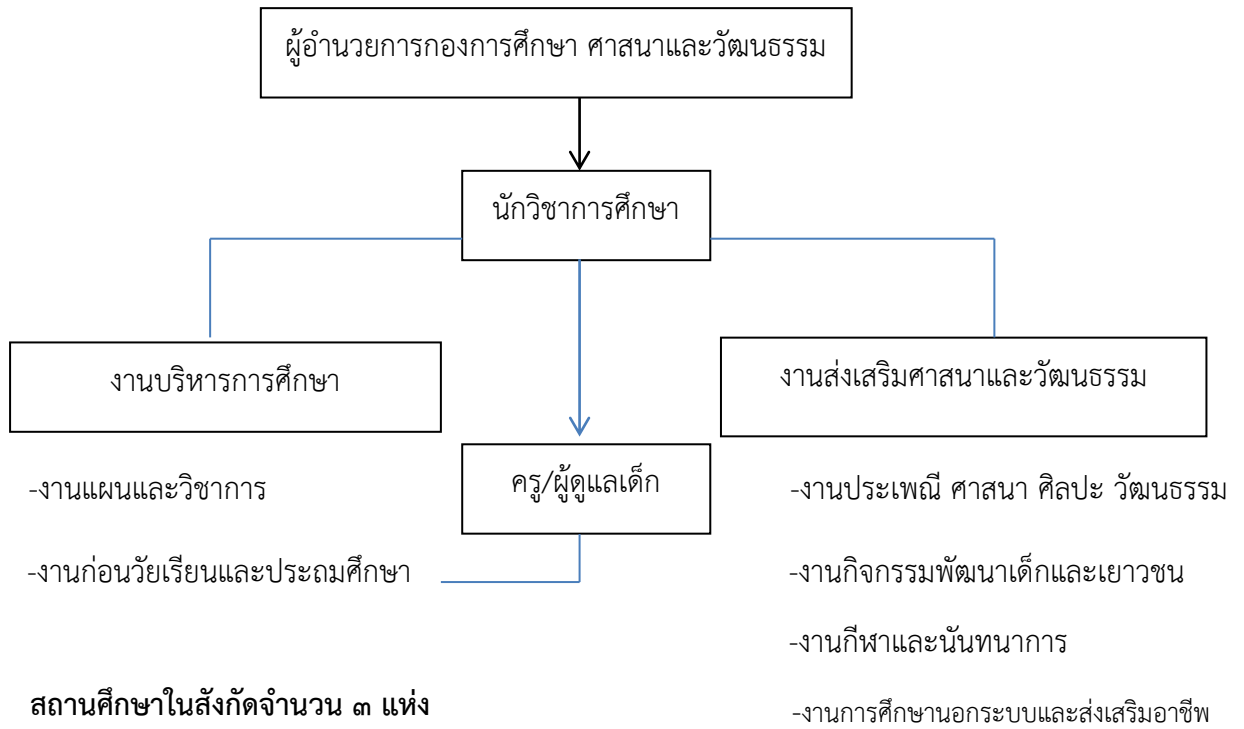 ผู้อำนวยการกองการศึกษา ศาสนาและวัฒนธรรม
นักวิชาการศึกษา
งานบริหารการศึกษา
งานส่งเสริมศาสนาและวัฒนธรรม
ครู/ผู้ดูแลเด็ก
-งานแผนและวิชาการ
-งานก่อนวัยเรียนและประถมศึกษา
-งานประเพณี ศาสนา ศิลปะ วัฒนธรรม
-งานกิจกรรมพัฒนาเด็กและเยาวชน
-งานกีฬาและนันทนาการ
-งานการศึกษานอกระบบและส่งเสริมอาชีพ
สถานศึกษาในสังกัดจำนวน ๓ แห่ง